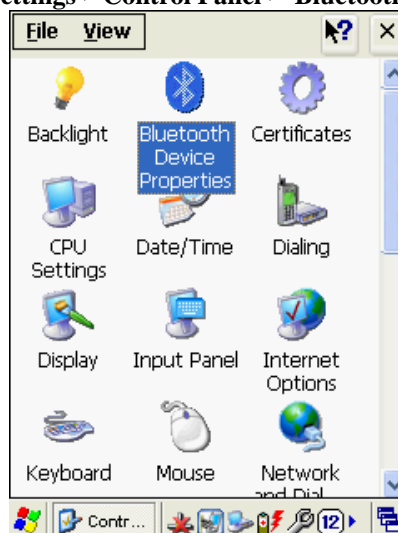 ettings > Control Panel > Bluetooth
File View
?
Backlight
Bluetooth
Device
Properties
Certificates
CPU
Settings
Date/Time
Dialing
Display
Input Panel
Internet
Options
Keyboard
Mouse
Network
and Dial
Contr...
12